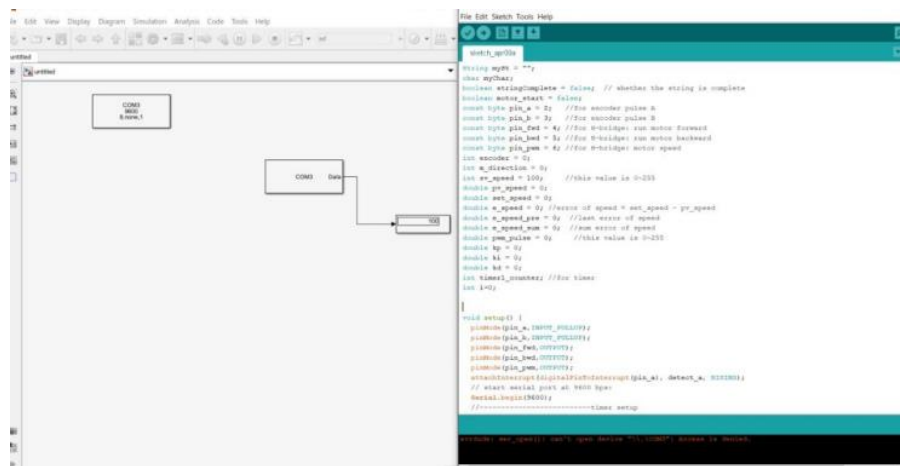 Edit View Display Diagram Simulation Analysis Code Tools Help
untitled
untitled
COM3
9600
8,none,1
COM3 Data
100
File Edit Sketch Tools Help
sketch_apr03a
String mySt = "";
char myChar;
boolean stringComplete = false; // whether the string is complete
boolean motor_start = false;
const byte pin_a = 2; //for encoder pulse A
const byte pin_b = 3; //for encoder pulse B
const byte pin_fwd = 4; //for H-bridge: run motor forward
const byte pin_bwd = 5; //for H-bridge: run motor backward
const byte pin_pwm = 6; //for H-bridge: motor speed
int encoder = 0;
int m_direction = 0;
int sv_speed = 100; //this value is 0~255
double pv_speed = 0;
double set_speed = 0;
double e_speed = 0; //error of speed = set_speed - pv_speed
double e_speed_pre = 0; //last error of speed
double e_speed_sum = 0; //sum error of speed
double pwm_pulse = 0; //this value is 0~255
double kp = 0;
double ki = 0;
double kd = 0;
int timer1_counter; //for timer
int i=0;
void setup() {
pinMode(pin_a,INPUT_PULLUP);
pinMode(pin_b,INPUT_PULLUP);
pinMode(pin_fwd,OUTPUT);
pinMode(pin_bwd,OUTPUT);
pinMode(pin_pwm,OUTPUT);
attachInterrupt(digitalPinToInterrupt(pin_a), detect_a, RISING);
// start serial port at 9600 bps:
Serial.begin(9600);
//--------------------------timer setup
avrdude: ser_open(): can't open device "\\.\COM3": Access is denied.